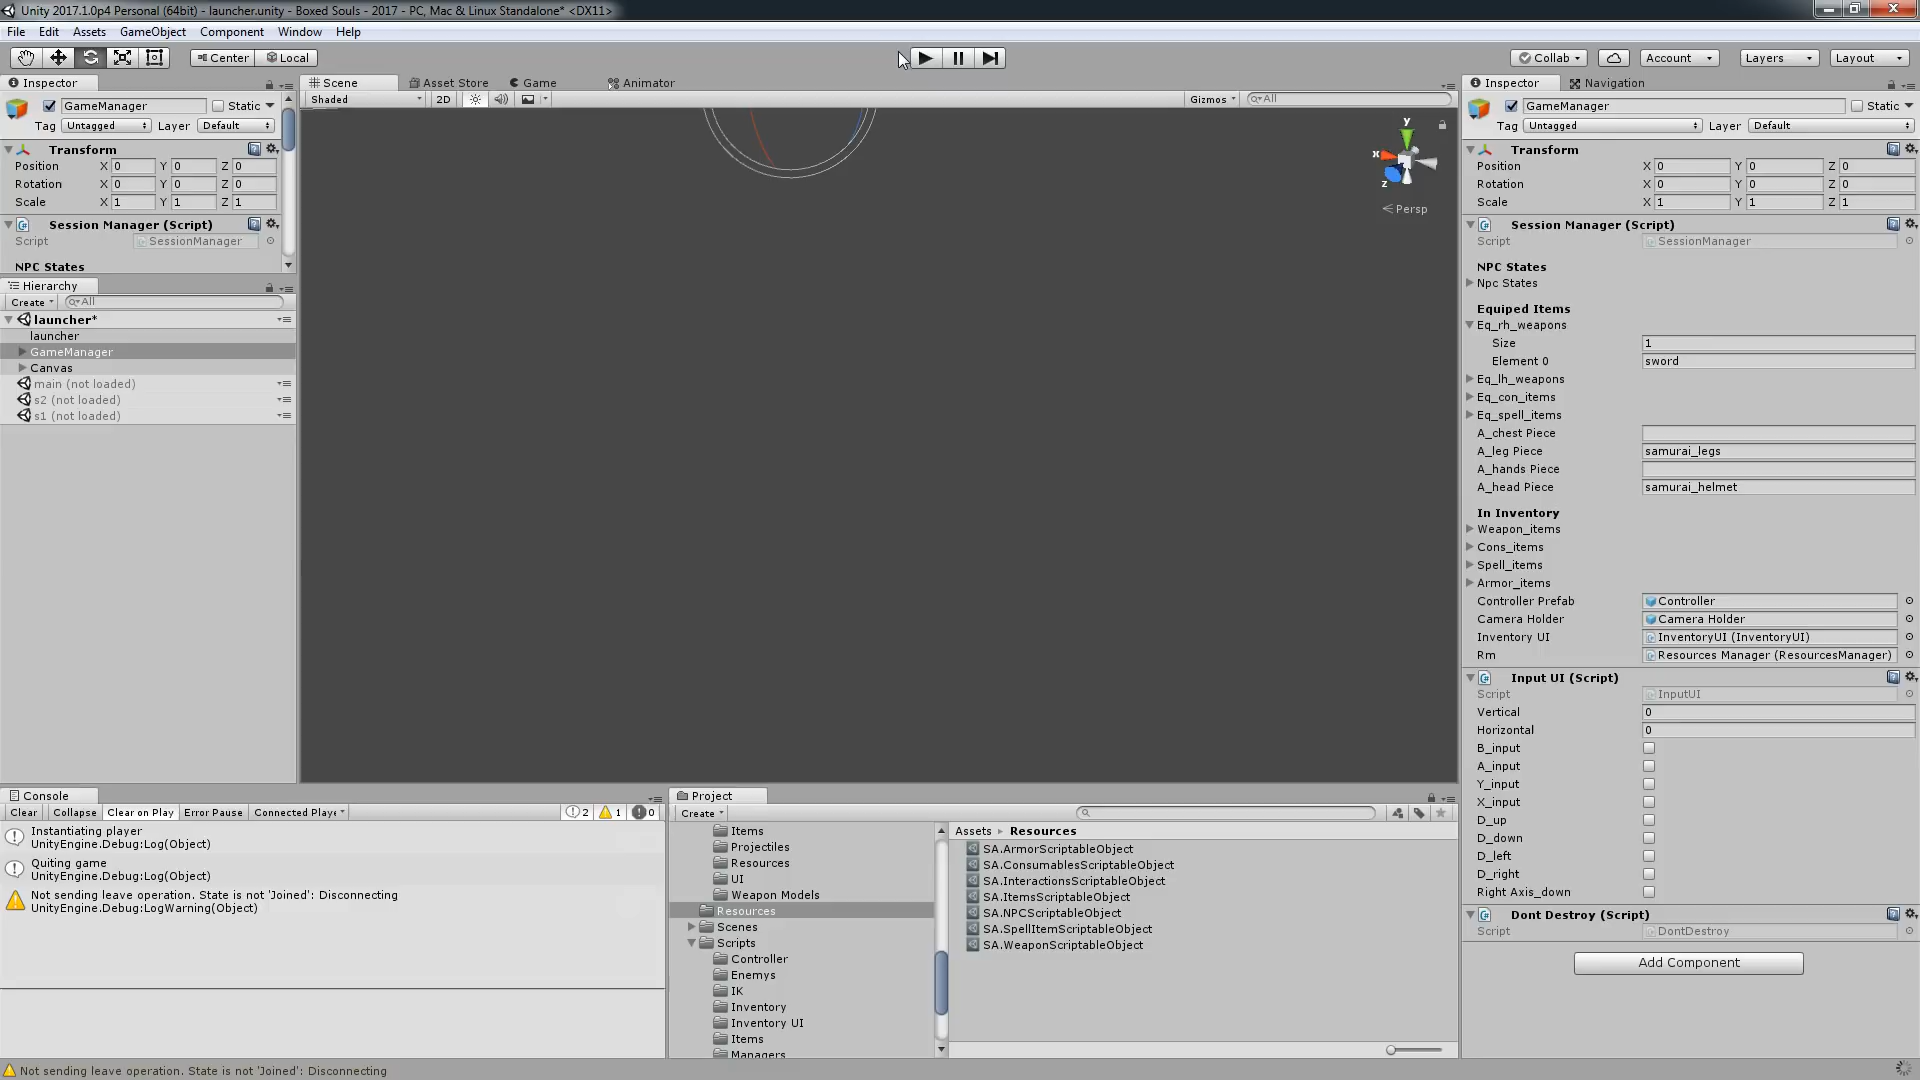 Unity 2017.1.0p4 Personal (64bit) - launcher.unity - Boxed Souls - 2017 - PC, Mac & Linux Standalone* <DX11>
File Edit Assets GameObject Component Window Help
Center Local
Collab Account Layers Layout
Inspector
GameManager Static
Tag Untagged Layer Default
Transform
Position X 0 Y 0 Z 0
Rotation X 0 Y 0 Z 0
Scale X 1 Y 1 Z 1
Session Manager (Script)
Script SessionManager
NPC States
Hierarchy
Create All
launcher*
launcher
GameManager
Canvas
main (not loaded)
s2 (not loaded)
s1 (not loaded)
Scene Asset Store Game Animator
Shaded 2D Gizmos All
y
x
z
Persp
Inspector Navigation
GameManager Static
Tag Untagged Layer Default
Transform
Position X 0 Y 0 Z 0
Rotation X 0 Y 0 Z 0
Scale X 1 Y 1 Z 1
Session Manager (Script)
Script SessionManager
NPC States
Npc States
Equiped Items
Eq_rh_weapons
Size 1
Element 0 sword
Eq_lh_weapons
Eq_con_items
Eq_spell_items
A_chest Piece
A_leg Piece samurai_legs
A_hands Piece
A_head Piece samurai_helmet
In Inventory
Weapon_items
Cons_items
Spell_items
Armor_items
Controller Prefab Controller
Camera Holder Camera Holder
Inventory UI InventoryUI (InventoryUI)
Rm Resources Manager (ResourcesManager)
Input UI (Script)
Script InputUI
Vertical 0
Horizontal 0
B_input
A_input
Y_input
X_input
D_up
D_down
D_left
D_right
Right Axis_down
Dont Destroy (Script)
Script DontDestroy
Add Component
Console
Clear Collapse Clear on Play Error Pause Connected Playe 2 1 0
Instantiating player
UnityEngine.Debug:Log(Object)
Quiting game
UnityEngine.Debug:Log(Object)
Not sending leave operation. State is not 'Joined': Disconnecting
UnityEngine.Debug:LogWarning(Object)
Project
Create
Items
Projectiles
Resources
UI
Weapon Models
Resources
Scenes
Scripts
Controller
Enemys
IK
Inventory
Inventory UI
Items
Managers
Assets Resources
SA.ArmorScriptableObject
SA.ConsumablesScriptableObject
SA.InteractionsScriptableObject
SA.ItemsScriptableObject
SA.NPCScriptableObject
SA.SpellItemScriptableObject
SA.WeaponScriptableObject
Not sending leave operation. State is not 'Joined': Disconnecting